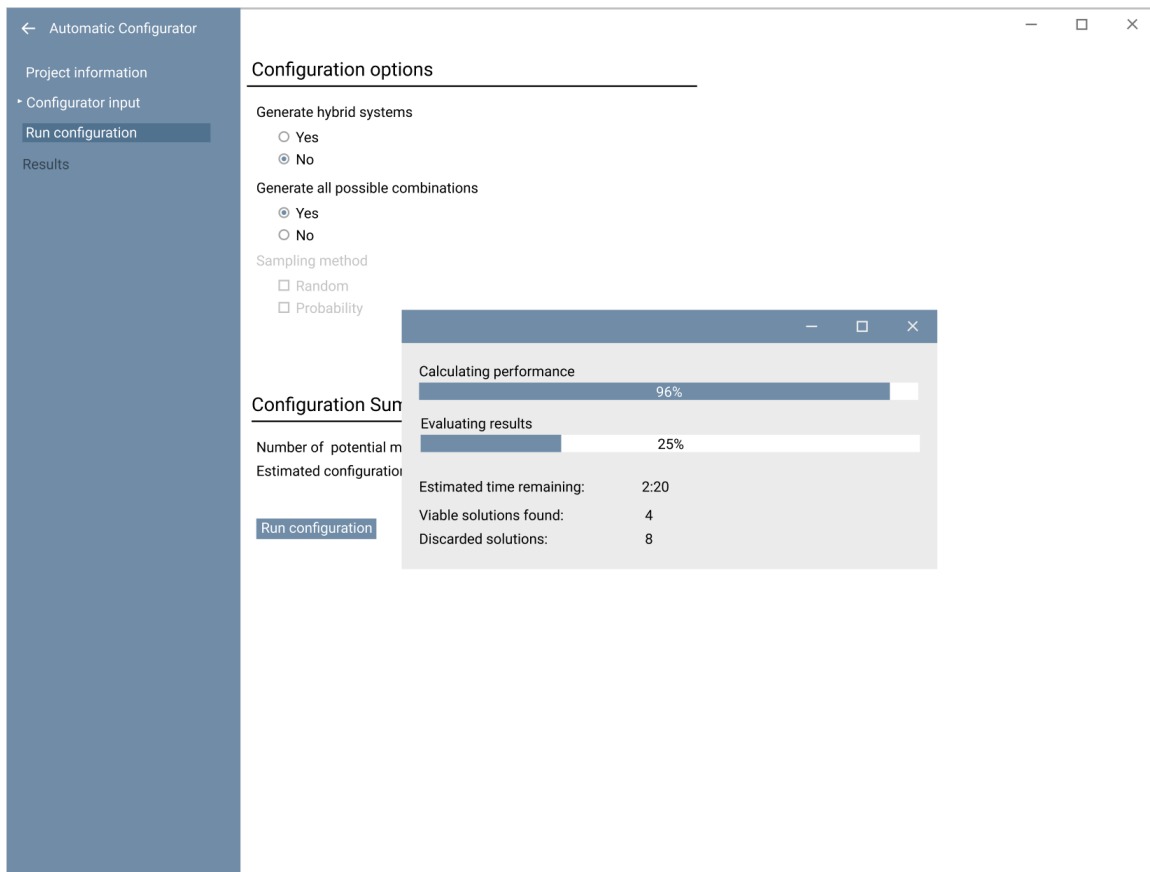 Automatic Configurator
Project information
Configurator input
Run configuration
Results
Configuration options
Generate hybrid systems
Yes
No
Generate all possible combinations
Yes
No
Sampling method
Random
Probability
Configuration
Number of potential
Estimated
Run configuration
Calculating performance
96%
Evaluating results
25%
Estimated time remaining: 2:20
Viable solutions found: 4
Discarded solutions: 8